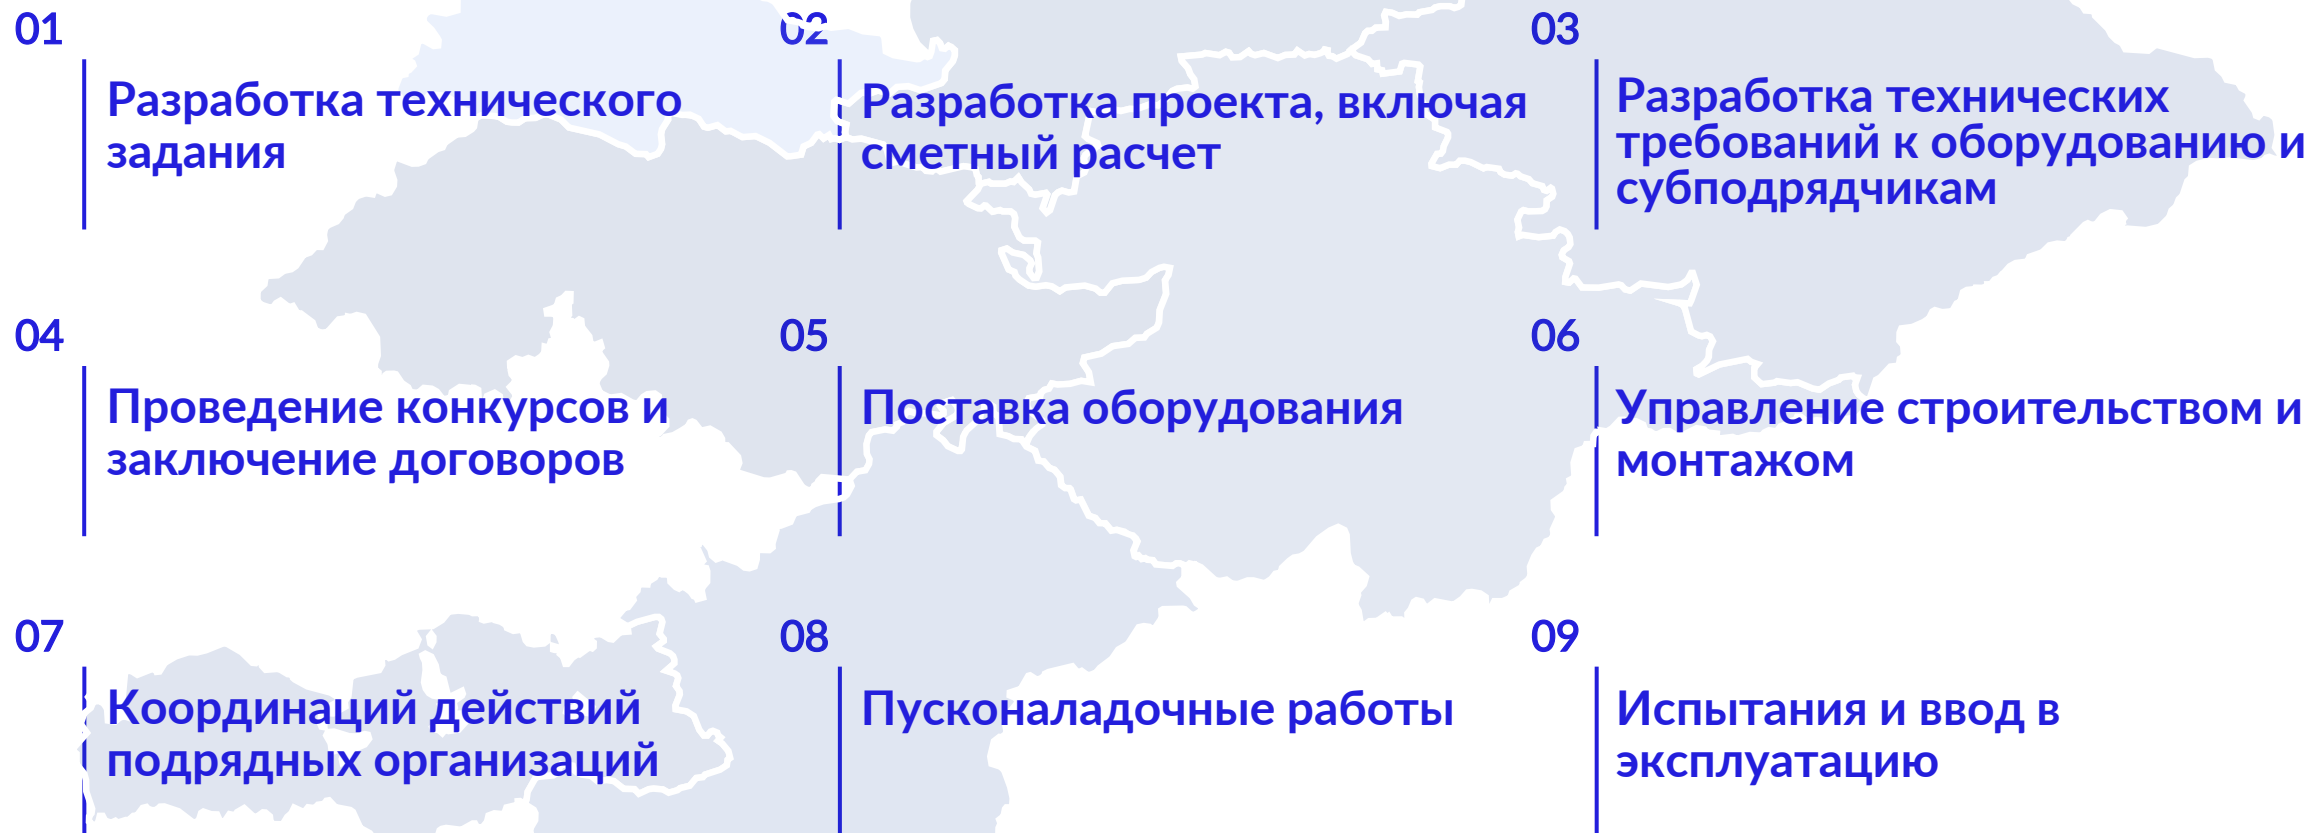 01
Разработка технического
задания
02
Разработка проекта, включая
сметный расчет
03
Разработка технических
требований к оборудованию и
субподрядчикам
04
Проведение конкурсов и
заключение договоров
05
Поставка оборудования
06
Управление строительством и
монтажом
07
Координаций действий
подрядных организаций
08
Пусконаладочные работы
09
Испытания и ввод в
эксплуатацию